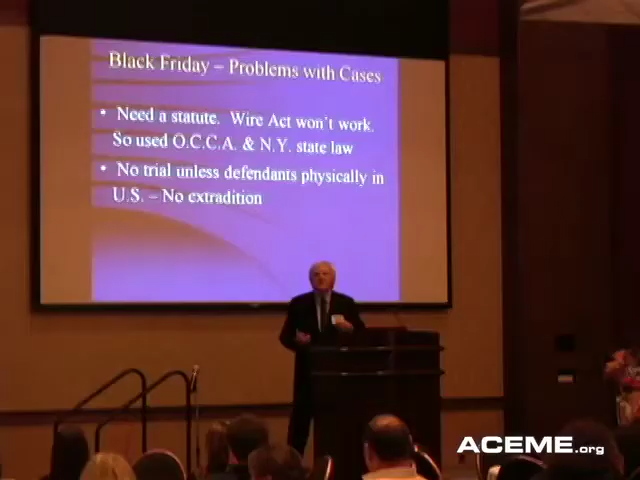 Black Friday – Problems with Cases
• Need a statute. Wire Act won't work.
So used O.C.C.A. & N.Y. state law
• No trial unless defendants physically in
U.S. – No extradition
ACEME.org